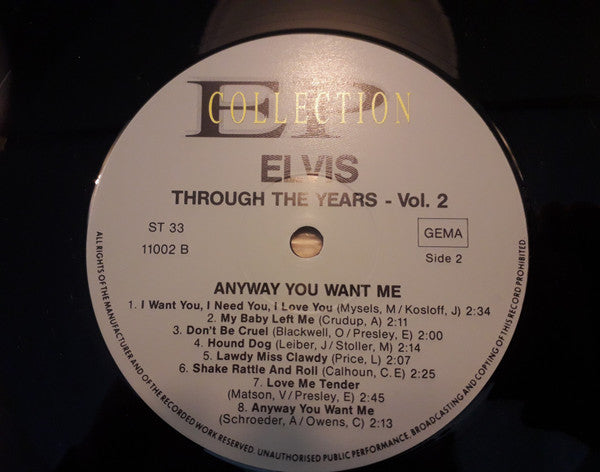 EP
COLLECTION
ELVIS
THROUGH THE YEARS - Vol. 2
ST 33
11002 B
GEMA
Side 2
ANYWAY YOU WANT ME
1. I Want You, I Need You, i Love You (Mysels, M/Kosloff, J) 2:34
2. My Baby Left Me (Crudup, A) 2:11
3. Don't Be Cruel (Blackwell, O/Presley, E) 2:00
4. Hound Dog (Leiber, J/Stoller, M) 2:14
5. Lawdy Miss Clawdy (Price, L) 2:07
6. Shake Rattle And Roll (Calhoun, C. E) 2:25
7. Love Me Tender
(Matson, V/Presley, E) 2:45
8. Anyway You Want Me
(Schroeder, A/Owens, C) 2:13
ALL RIGHTS OF THE MANUFACTURER AND OF THE RECORDED WORK RESERVED. UNAUTHORISED PUBLIC PERFORMANCE, BROADCASTING AND COPYING OF THIS RECORD PROHIBITED